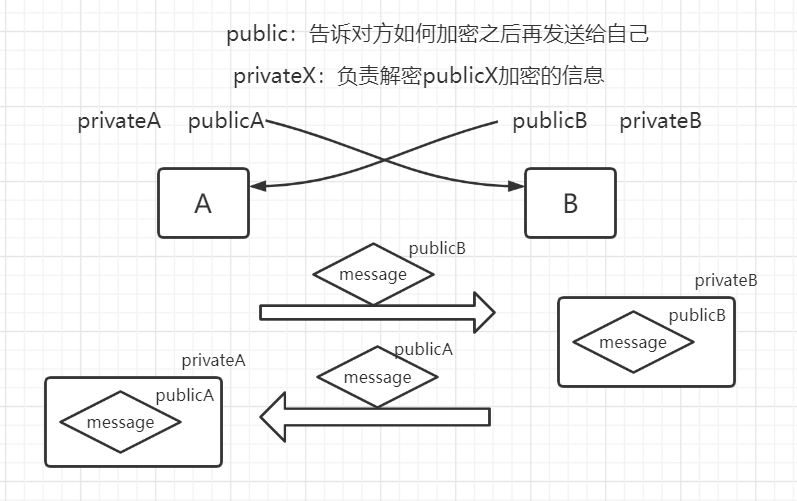 public：告诉对方如何加密之后再发送给自己
privateX：负责解密publicX加密的信息
privateA publicA publicB privateB
A B
publicB
message
privateB
publicB
message
publicA
message
privateA
publicA
message